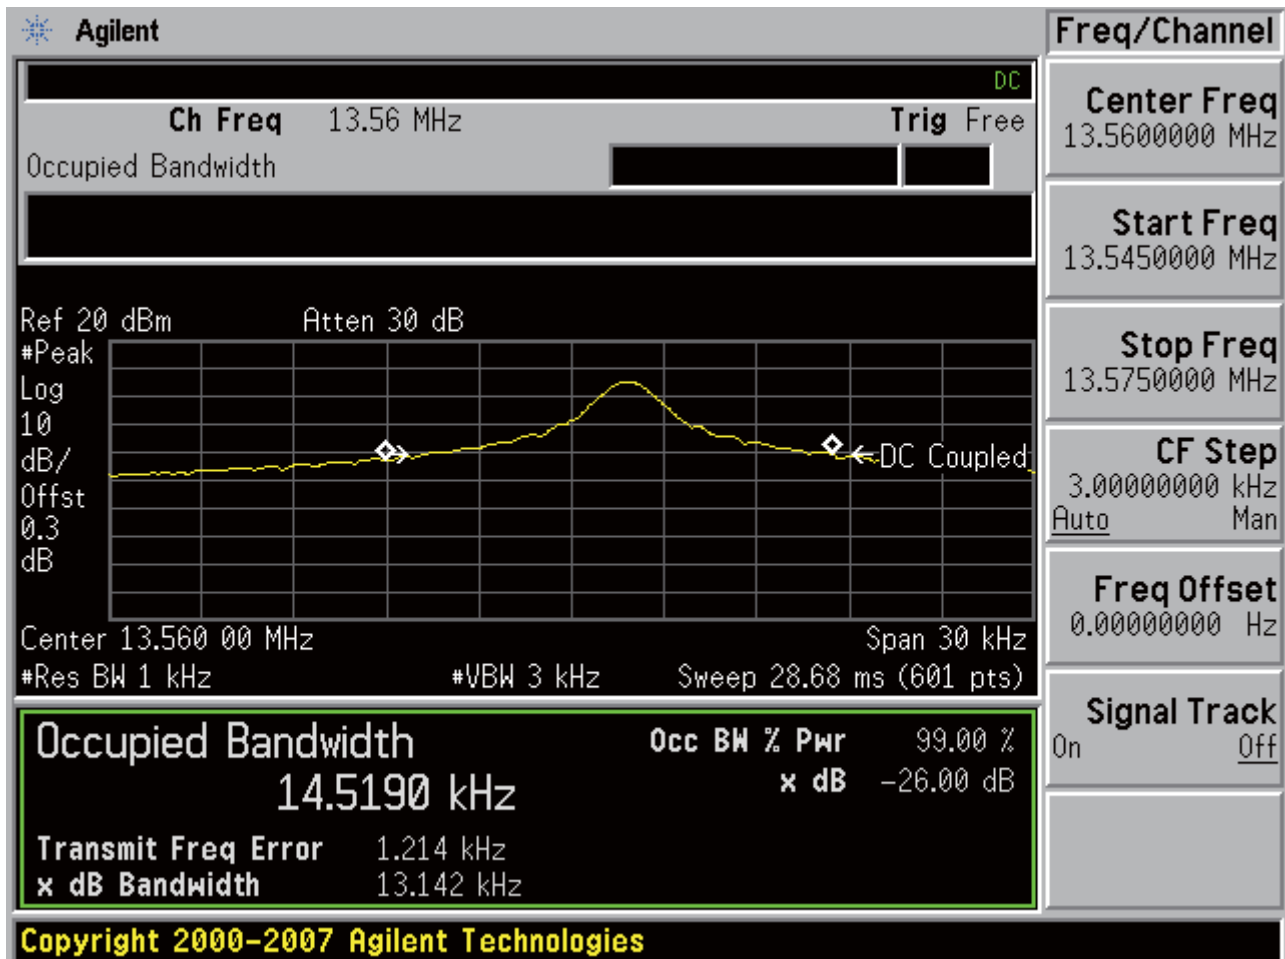 Agilent
Freq/Channel
DC
Ch Freq 13.56 MHz Trig Free
Occupied Bandwidth
Ref 20 dBm Atten 30 dB
#Peak
Log
10
dB/
Offst
0.3
dB
DC Coupled
Center 13.560 00 MHz Span 30 kHz
#Res BW 1 kHz #VBW 3 kHz Sweep 28.68 ms (601 pts)
Occupied Bandwidth
14.5190 kHz
Occ BW % Pwr 99.00 %
x dB -26.00 dB
Transmit Freq Error 1.214 kHz
x dB Bandwidth 13.142 kHz
Copyright 2000-2007 Agilent Technologies
Center Freq
13.5600000 MHz
Start Freq
13.5450000 MHz
Stop Freq
13.5750000 MHz
CF Step
3.00000000 kHz
Auto Man
Freq Offset
0.00000000 Hz
Signal Track
On Off